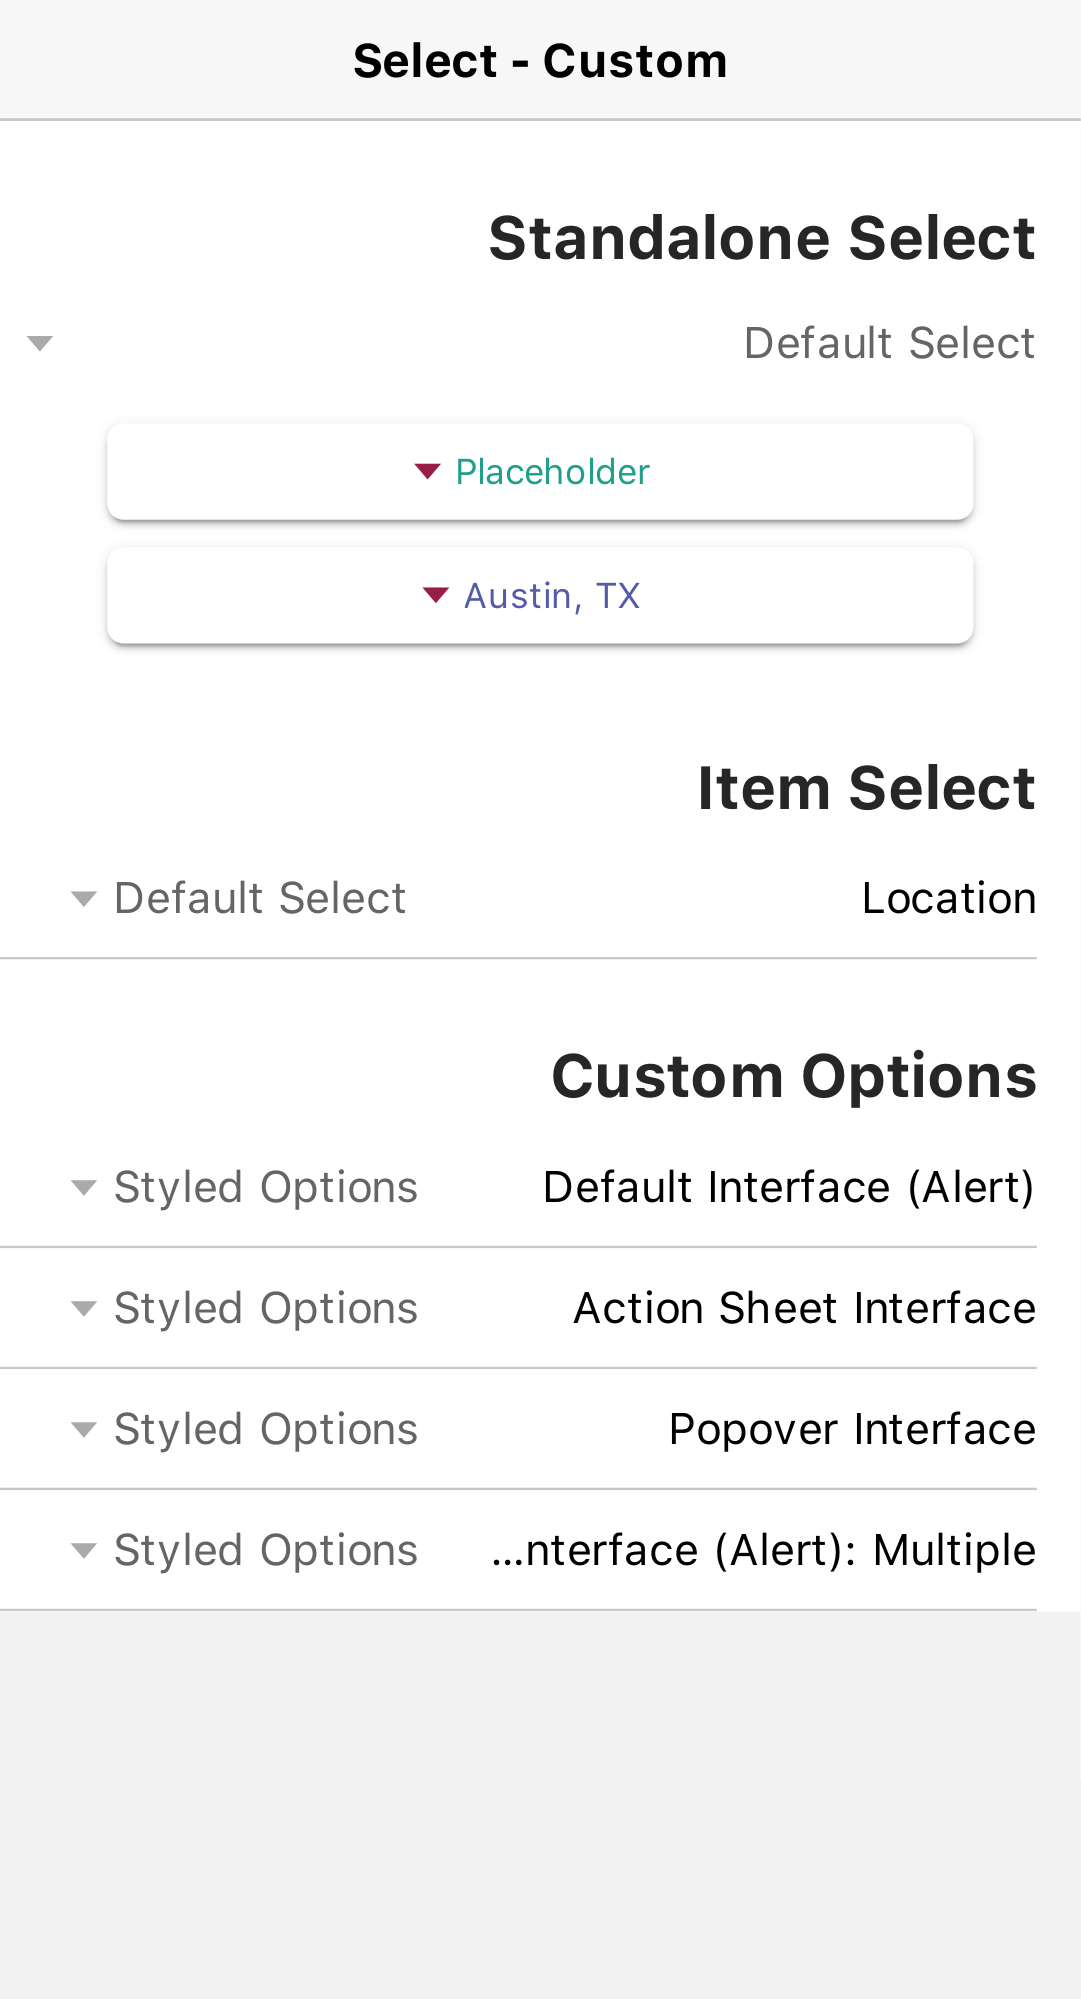 Select - Custom
Standalone Select
Default Select
Placeholder
Austin, TX
Item Select
Location
Default Select
Custom Options
Default Interface (Alert)
Styled Options
Action Sheet Interface
Styled Options
Popover Interface
Styled Options
...nterface (Alert): Multiple
Styled Options